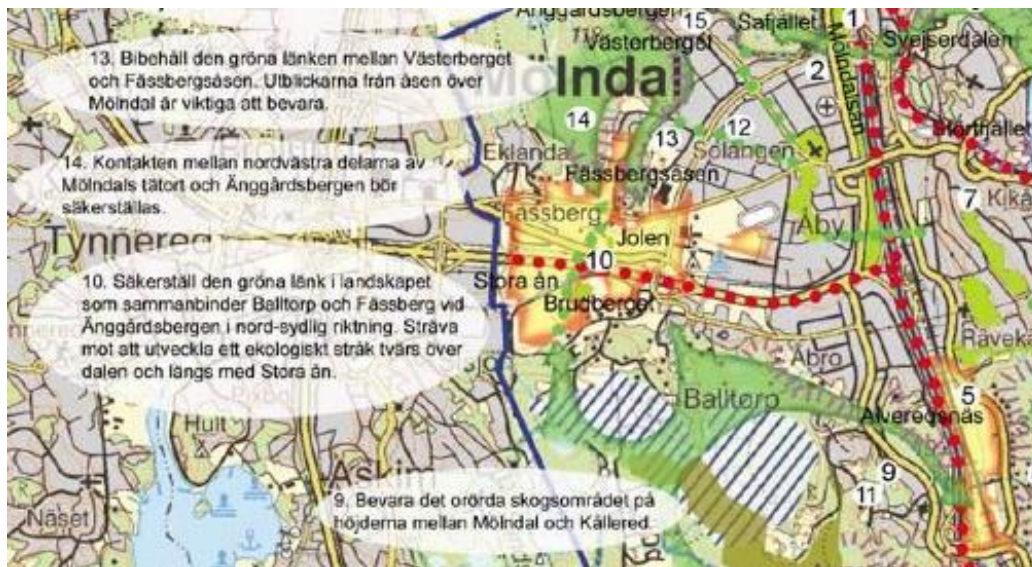 Änggårdsbergen
15
Safjället
1
Svejserdalen
Västerberget
Mölndal
Mölndalsån
2
13. Bibehåll den gröna länken mellan Västerberget
och Fässbergsåsen. Utblickarna från åsen över
Mölndal är viktiga att bevara.
14
13
12
Störtfjället
Eklanda
Solängen
Fässbergsåsen
14. Kontakten mellan nordvästra delarna av
Mölndals tätort och Änggårdsbergen bör
säkerställas.
7
Kikå
Fässberg
Åby
Jolen
Tynnered
10
Stora ån
Brudberget
10. Säkerställ den gröna länk i landskapet
som sammanbinder Balltorp och Fässberg vid
Änggårdsbergen i nord-sydlig riktning. Sträva
mot att utveckla ett ekologiskt stråk tvärs över
dalen och längs med Stora ån.
Räveka
Åbro
Balltorp
5
Alveredsnäs
Hult
Askim
9
11
9. Bevara det orörda skogsområdet på
höjderna mellan Mölndal och Kållered.
Näset